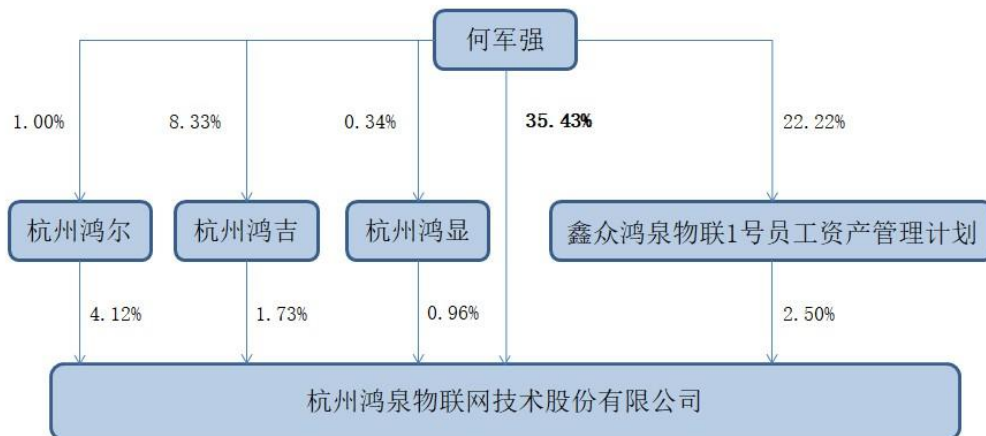 何军强
1.00%
8.33%
0.34%
35.43%
22.22%
杭州鸿尔
杭州鸿吉
杭州鸿显
鑫众鸿泉物联1号员工资产管理计划
4.12%
1.73%
0.96%
2.50%
杭州鸿泉物联网技术股份有限公司